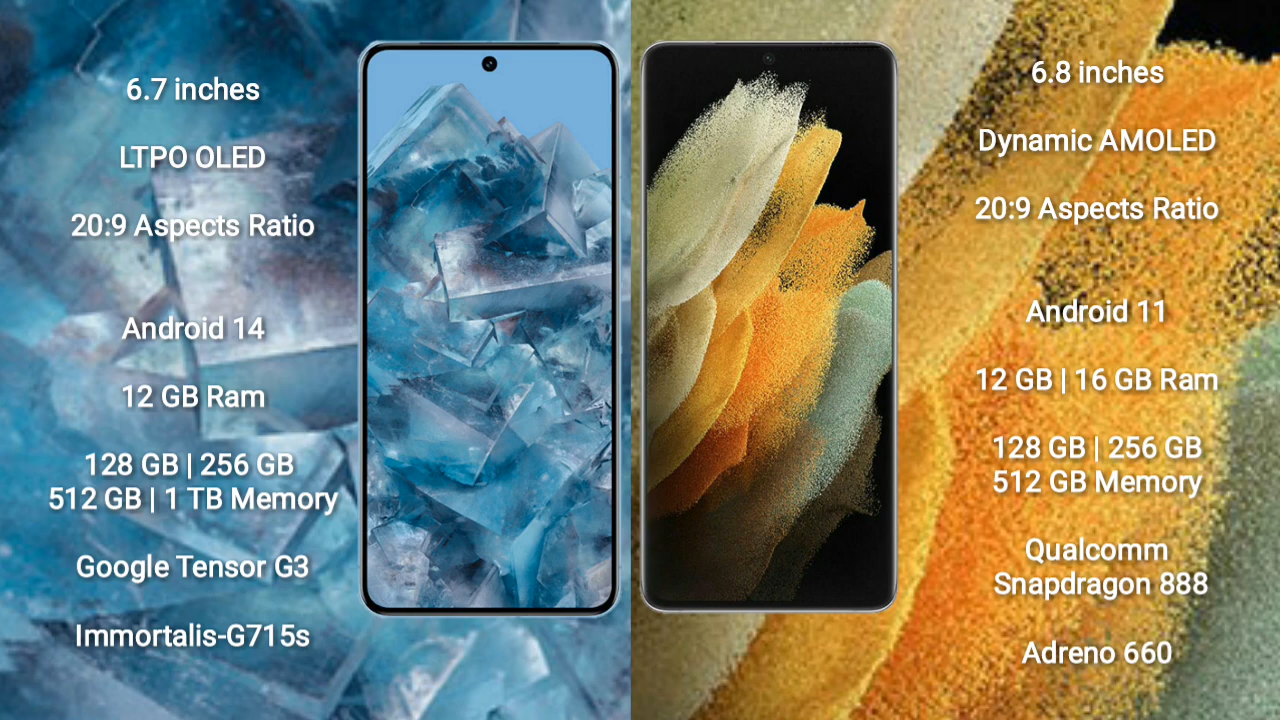 6.7 inches
LTPO OLED
20:9 Aspects Ratio
Android 14
12 GB Ram
128 GB | 256 GB
512 GB | 1 TB Memory
Google Tensor G3
Immortalis-G715s
6.8 inches
Dynamic AMOLED
20:9 Aspects Ratio
Android 11
12 GB | 16 GB Ram
128 GB | 256 GB
512 GB Memory
Qualcomm
Snapdragon 888
Adreno 660